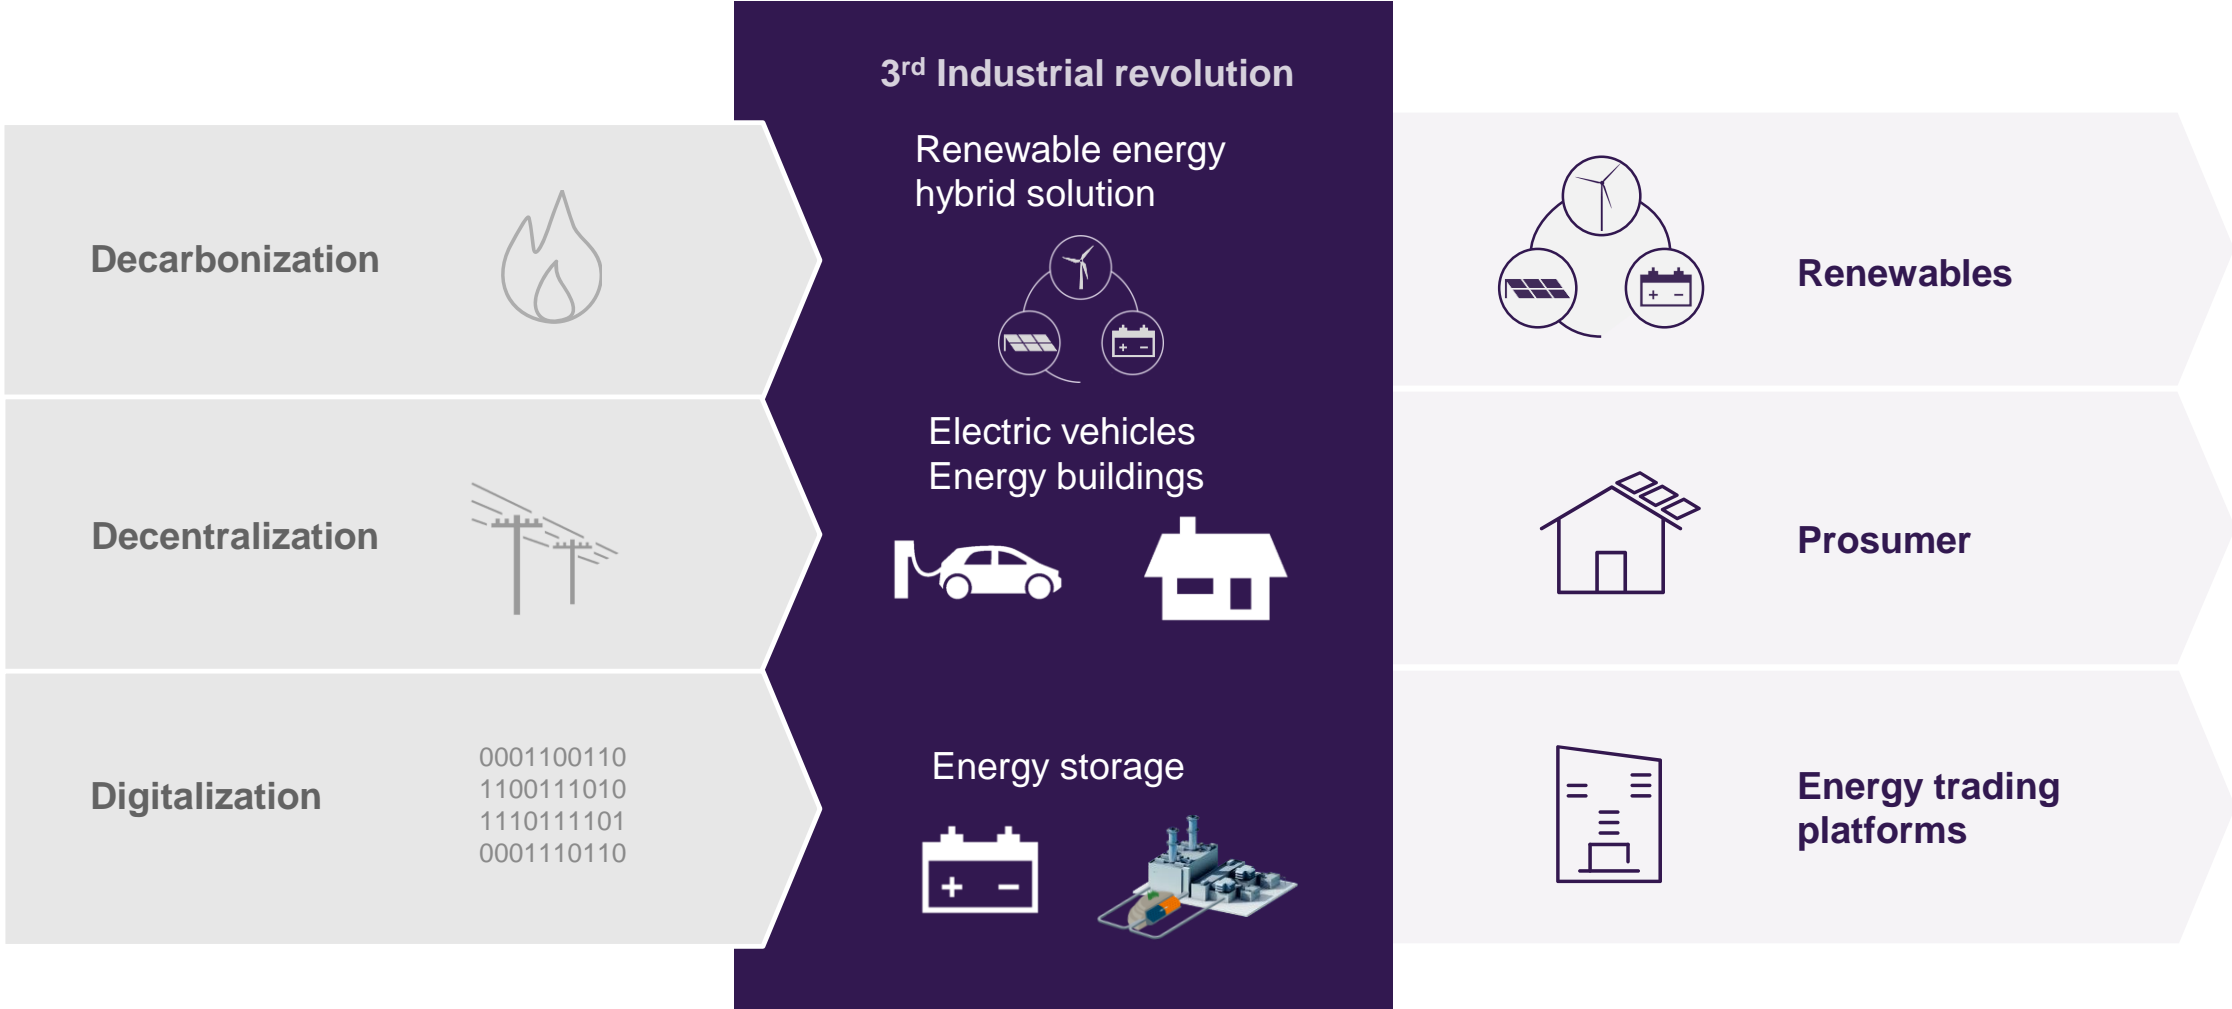 3rd Industrial revolution
Decarbonization
Renewable energy
hybrid solution
+ −
+ −
Renewables
Decentralization
Electric vehicles
Energy buildings
Prosumer
Digitalization
0001100110
1100111010
1110111101
0001110110
Energy storage
+ −
Energy trading
platforms